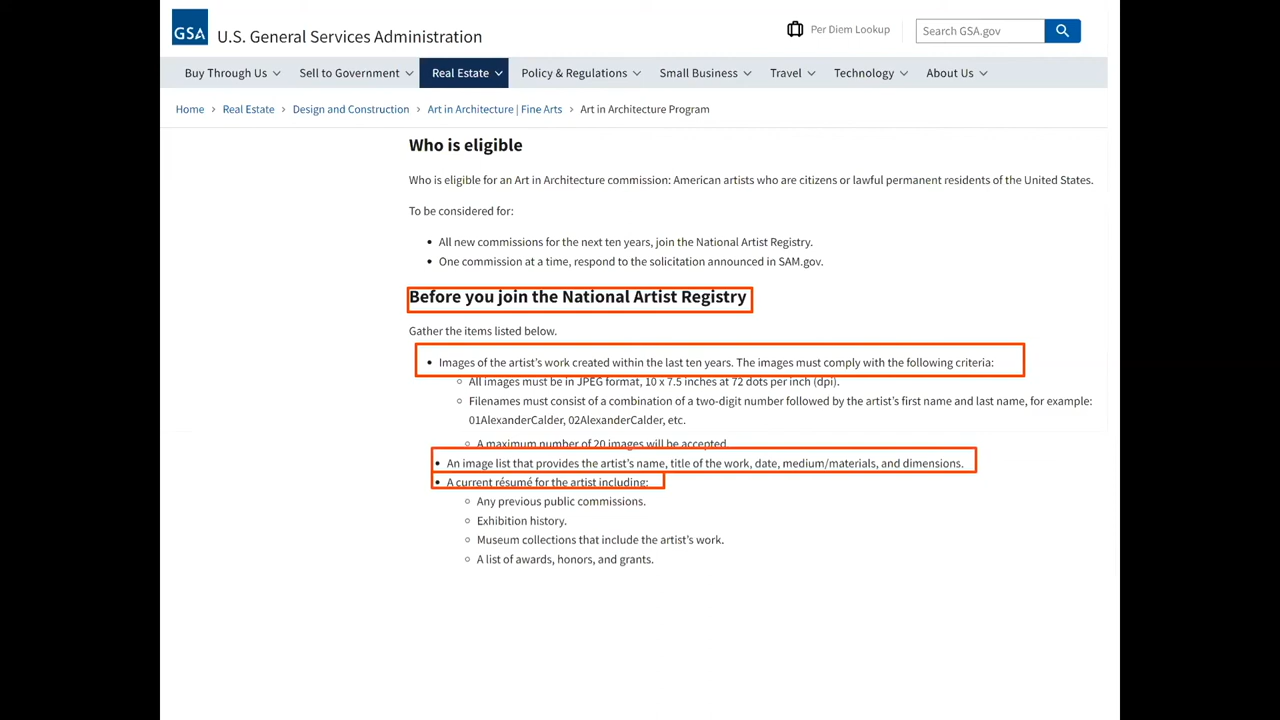 GSA U.S. General Services Administration
Per Diem Lookup
Search GSA.gov
Buy Through Us Sell to Government Real Estate Policy & Regulations Small Business Travel Technology About Us
Home > Real Estate > Design and Construction > Art in Architecture | Fine Arts > Art in Architecture Program
Who is eligible
Who is eligible for an Art in Architecture commission: American artists who are citizens or lawful permanent residents of the United States.
To be considered for:
• All new commissions for the next ten years, join the National Artist Registry.
• One commission at a time, respond to the solicitation announced in SAM.gov.
Before you join the National Artist Registry
Gather the items listed below.
• Images of the artist's work created within the last ten years. The images must comply with the following criteria:
○ All images must be in JPEG format, 10 x 7.5 inches at 72 dots per inch (dpi).
○ Filenames must consist of a combination of a two-digit number followed by the artist's first name and last name, for example:
01AlexanderCalder, 02AlexanderCalder, etc.
○ A maximum number of 20 images will be accepted
• An image list that provides the artist's name, title of the work, date, medium/materials, and dimensions.
• A current résumé for the artist including:
○ Any previous public commissions.
○ Exhibition history.
○ Museum collections that include the artist's work.
○ A list of awards, honors, and grants.